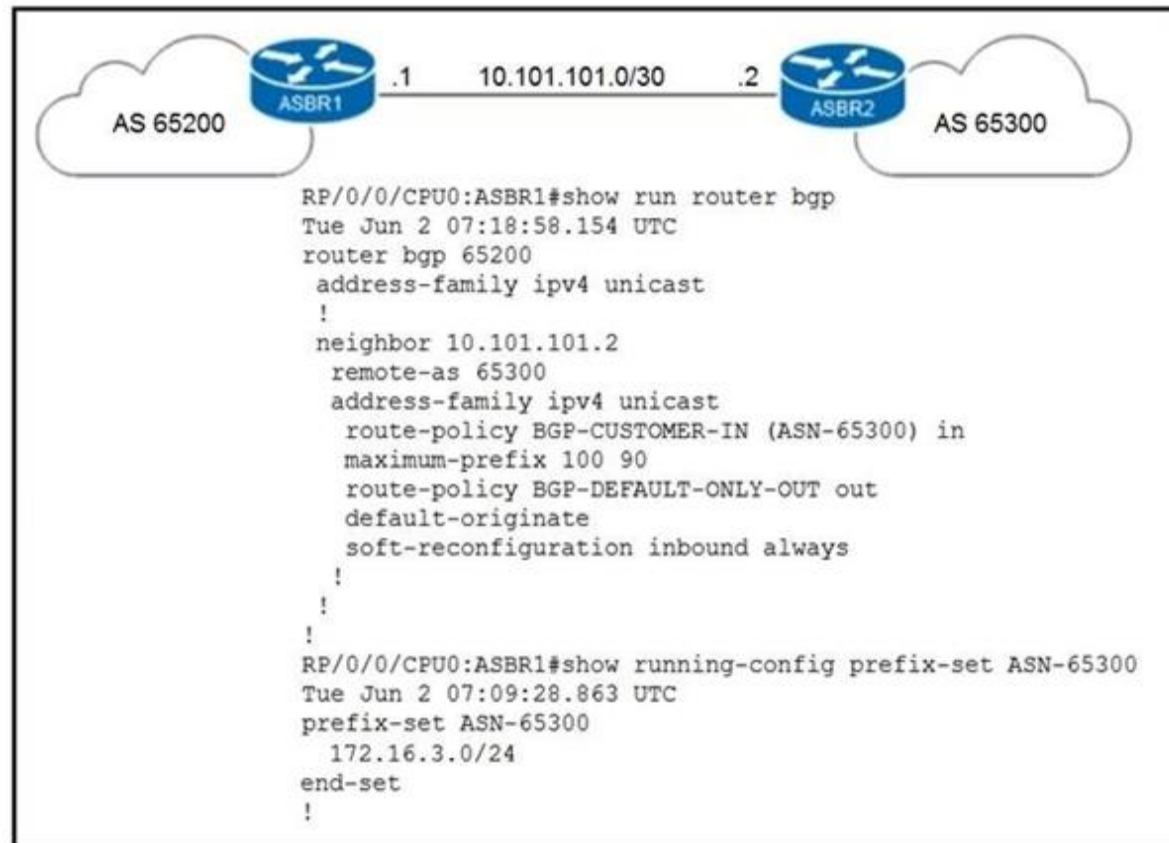 ASBR1
.1 10.101.101.0/30 .2
ASBR2
AS 65200
AS 65300
RP/0/0/CPU0:ASBR1#show run router bgp
Tue Jun 2 07:18:58.154 UTC
router bgp 65200
 address-family ipv4 unicast
 !
 neighbor 10.101.101.2
  remote-as 65300
  address-family ipv4 unicast
   route-policy BGP-CUSTOMER-IN (ASN-65300) in
   maximum-prefix 100 90
   route-policy BGP-DEFAULT-ONLY-OUT out
   default-originate
   soft-reconfiguration inbound always
  !
 !
!
RP/0/0/CPU0:ASBR1#show running-config prefix-set ASN-65300
Tue Jun 2 07:09:28.863 UTC
prefix-set ASN-65300
  172.16.3.0/24
end-set
!